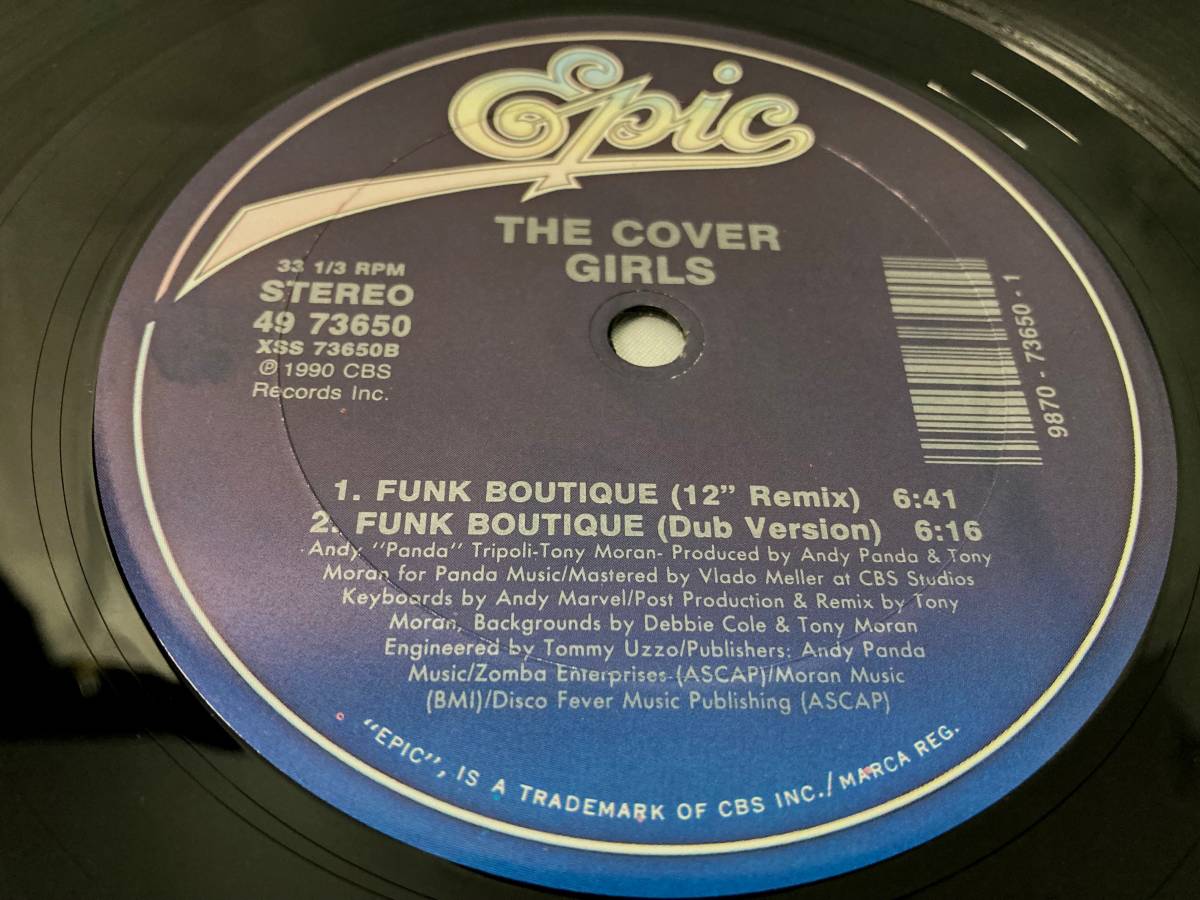 Epic
THE COVER
GIRLS
33 1/3 RPM
STEREO
49 73650
XSS 73650B
℗ 1990 CBS
Records Inc.
9870 - 73650 - 1
1. FUNK BOUTIQUE (12” Remix) 6:41
2. FUNK BOUTIQUE (Dub Version) 6:16
Andy "Panda" Tripoli-Tony Moran- Produced by Andy Panda & Tony
Moran for Panda Music/Mastered by Vlado Meller at CBS Studios
Keyboards by Andy Marvel/Post Production & Remix by Tony
Moran, Backgrounds by Debbie Cole & Tony Moran
Engineered by Tommy Uzzo/Publishers: Andy Panda
Music/Zomba Enterprises (ASCAP)/Moran Music
(BMI)/Disco Fever Music Publishing (ASCAP)
"EPIC", IS A TRADEMARK OF CBS INC./MARCA REG.